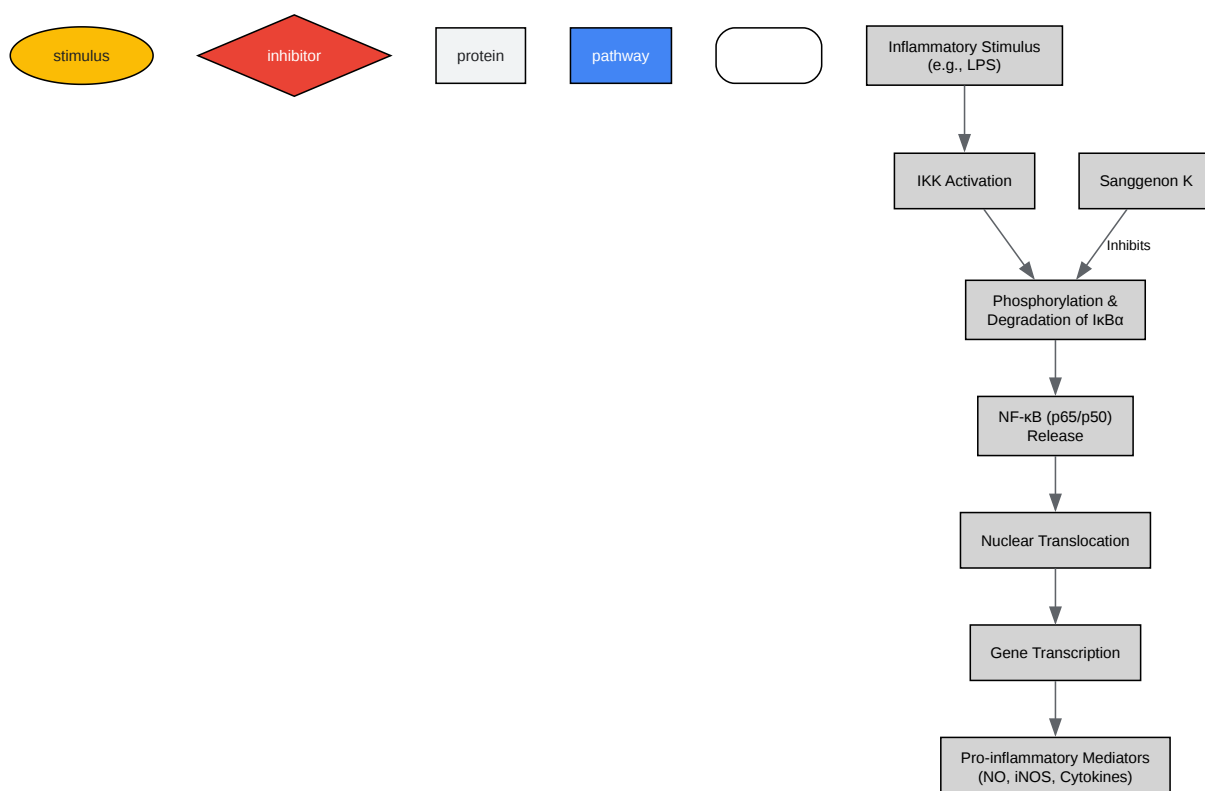 stimulus
inhibitor
protein
pathway
Inflammatory Stimulus
(e.g., LPS)
IKK Activation
Sanggenon K
Inhibits
Phosphorylation &
Degradation of IκBα
NF-κB (p65/p50)
Release
Nuclear Translocation
Gene Transcription
Pro-inflammatory Mediators
(NO, iNOS, Cytokines)